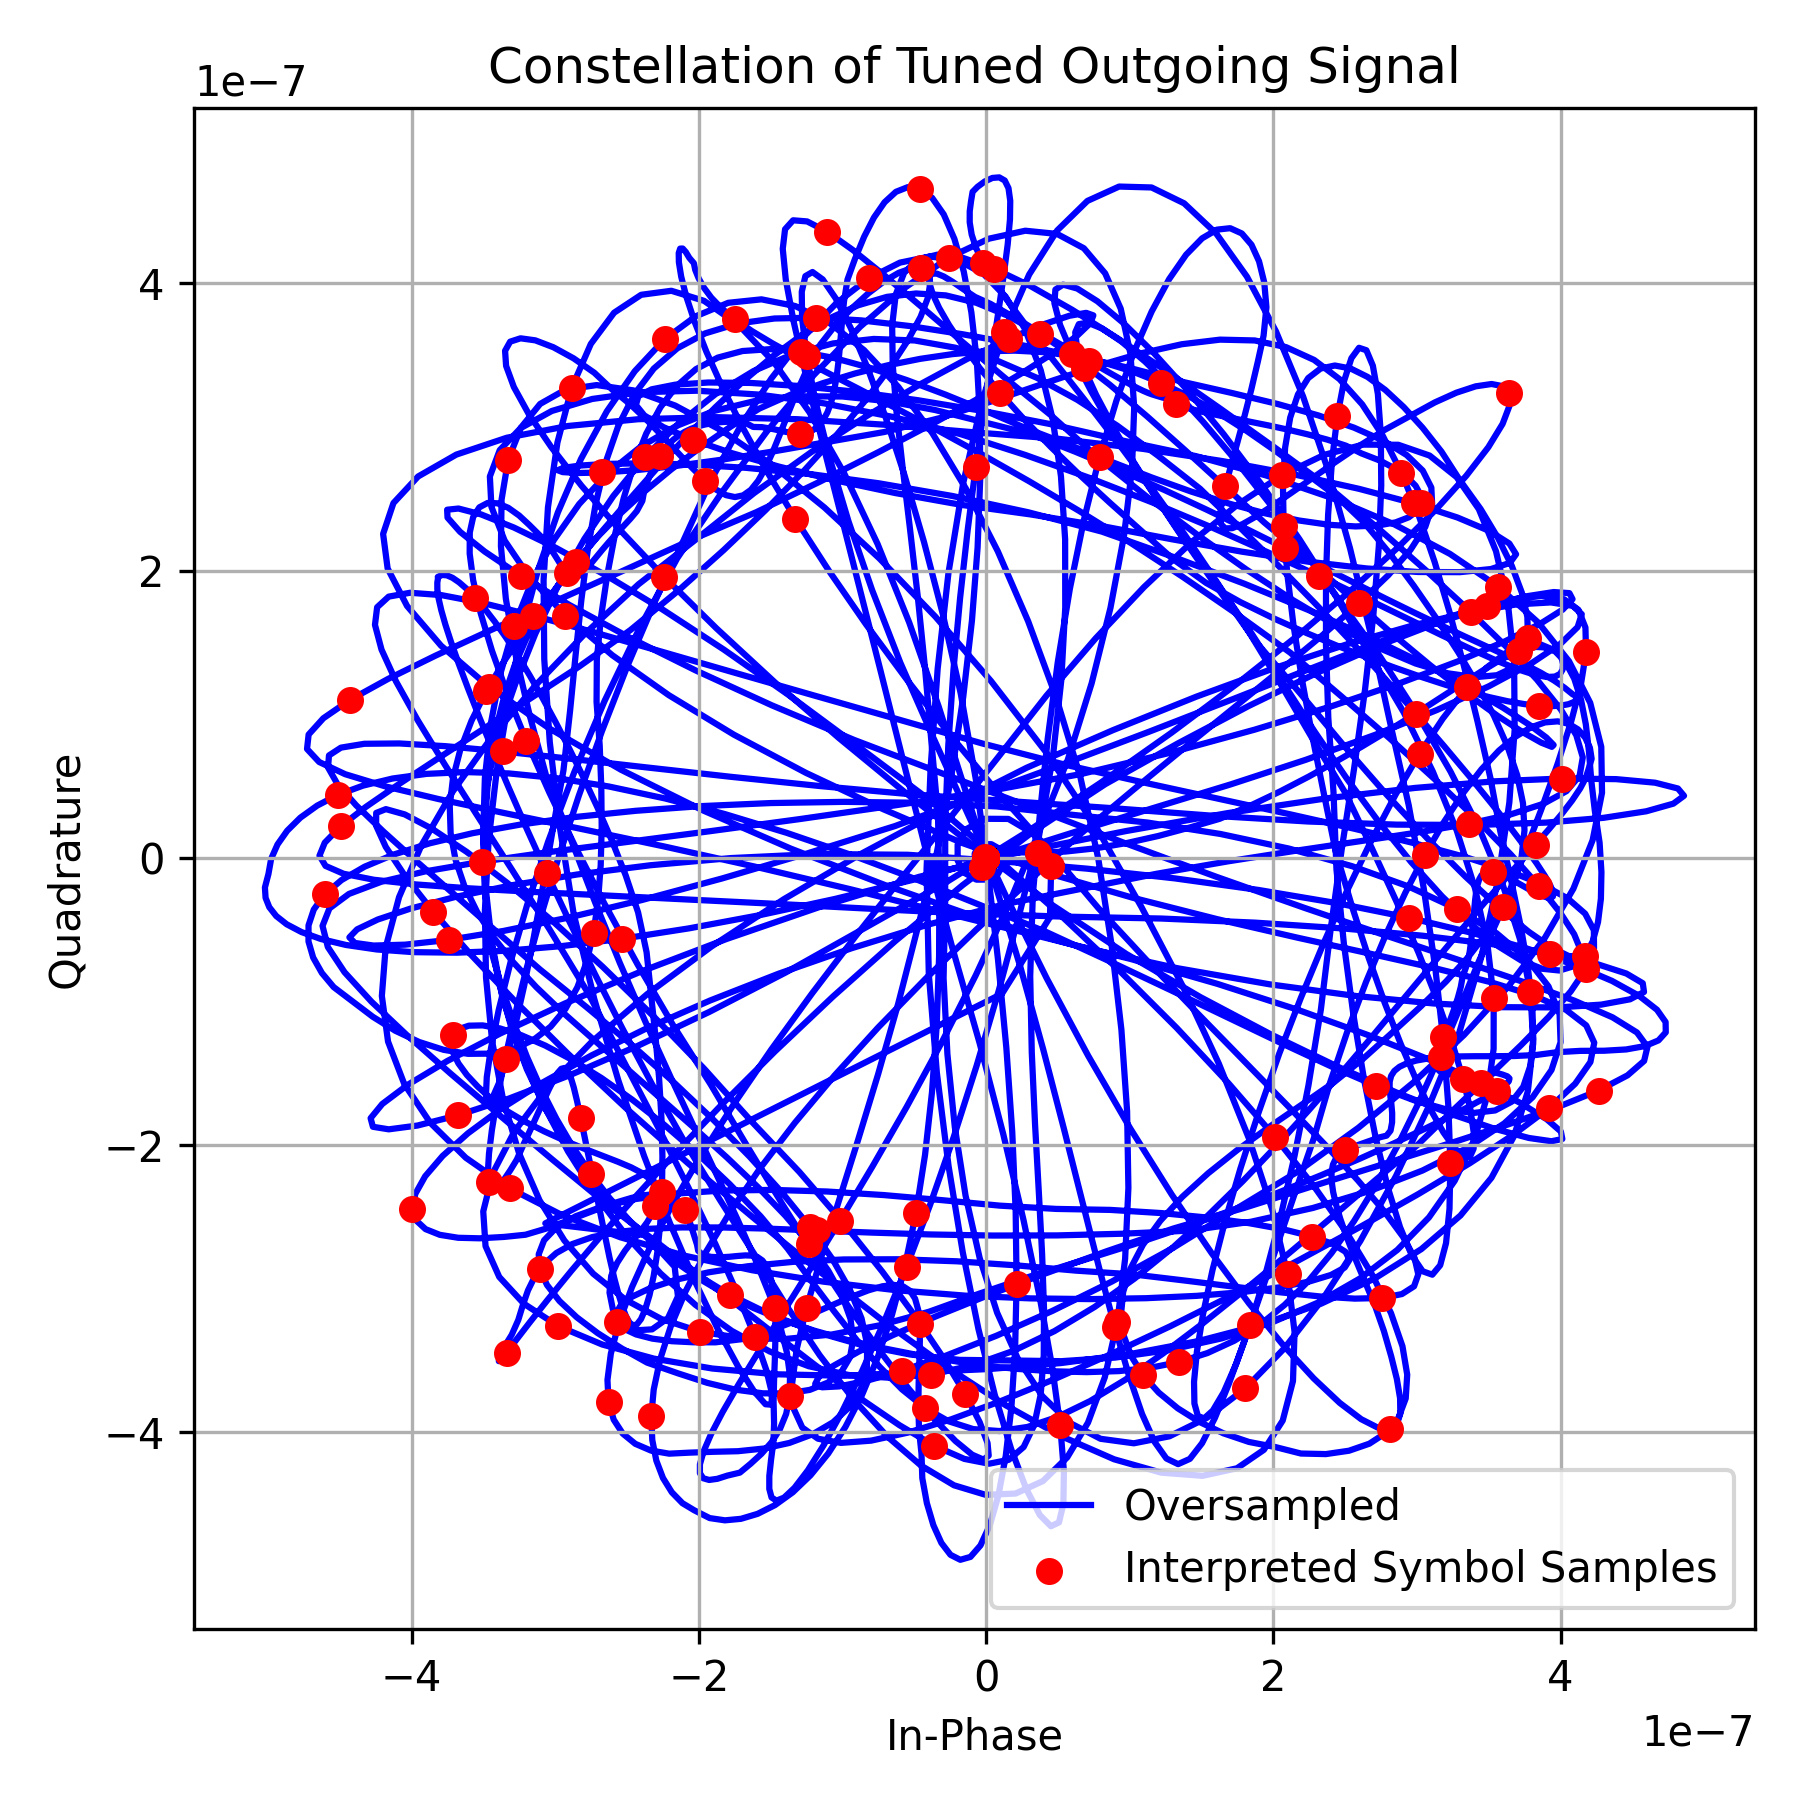 Constellation of Tuned Outgoing Signal
1e−7
4
2
0
−2
−4
Quadrature
−4 −2 0 2 4
In-Phase
1e−7
Oversampled
Interpreted Symbol Samples